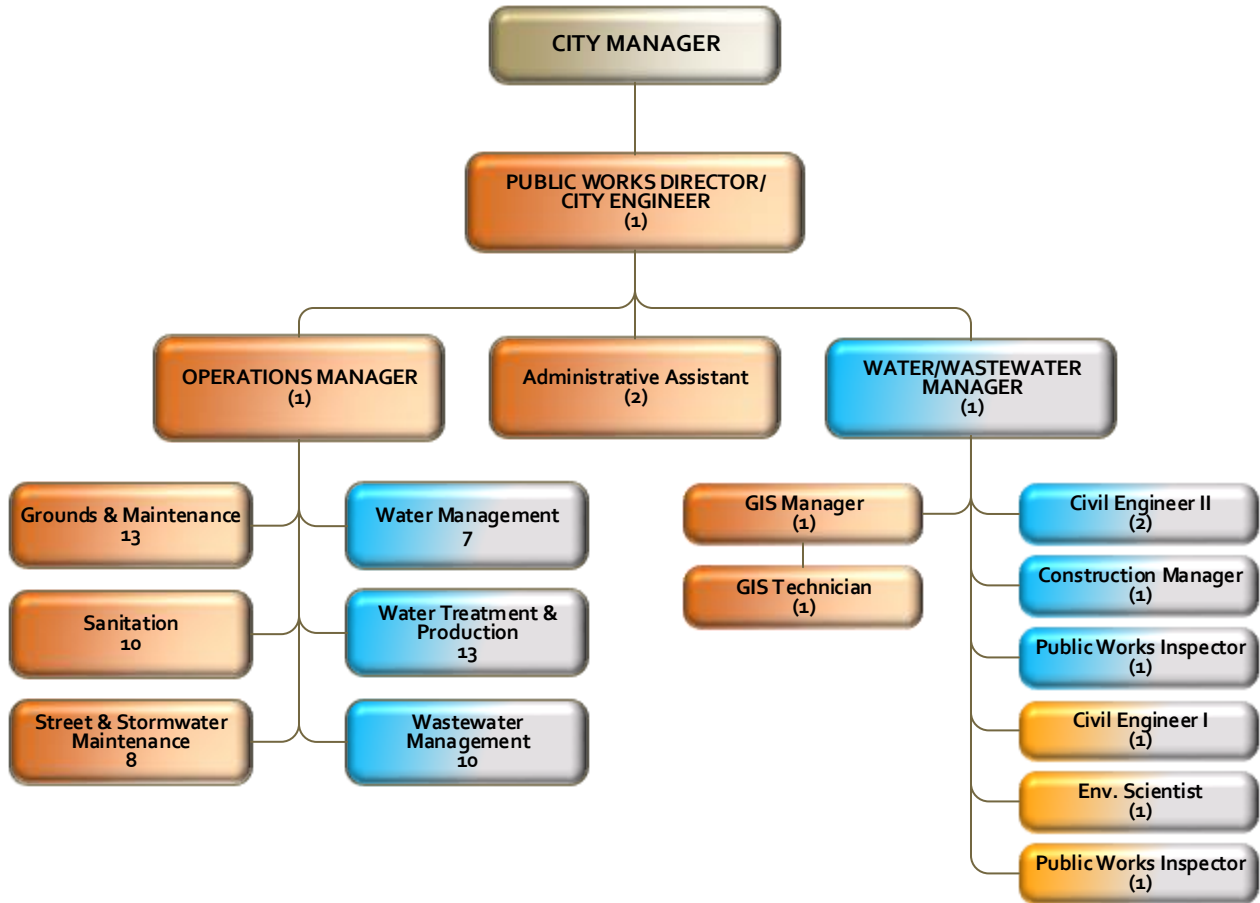 CITY MANAGER
PUBLIC WORKS DIRECTOR/
CITY ENGINEER
(1)
OPERATIONS MANAGER
(1)
Administrative Assistant
(2)
WATER/WASTEWATER
MANAGER
(1)
Grounds & Maintenance
13
Sanitation
10
Street & Stormwater
Maintenance
8
Water Management
7
Water Treatment &
Production
13
Wastewater
Management
10
GIS Manager
(1)
GIS Technician
(1)
Civil Engineer II
(2)
Construction Manager
(1)
Public Works Inspector
(1)
Civil Engineer I
(1)
Env. Scientist
(1)
Public Works Inspector
(1)